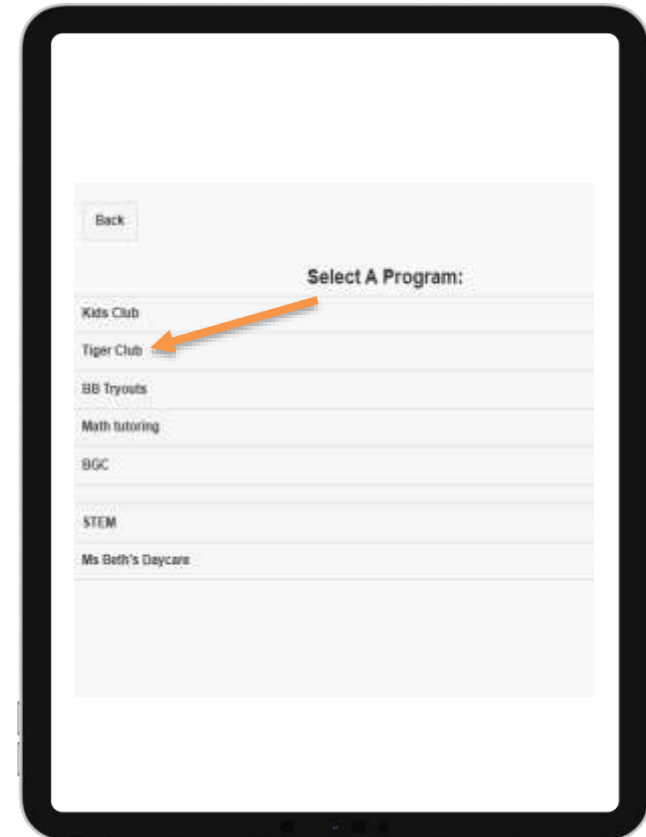 Back
Select A Program:
Kids Club
Tiger Club
BB Tryouts
Math tutoring
BGC
STEM
Ms Beth's Daycare